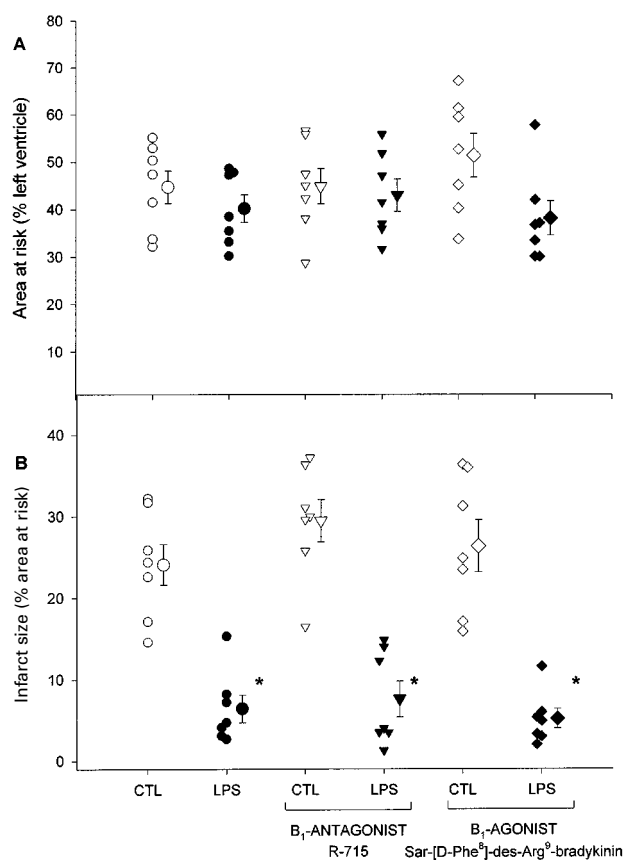 A
Area at risk (% left ventricle)
80
70
60
50
40
30
20
10
B
Infarct size (% area at risk)
40
30
20
10
0
*
*
*
CTL LPS CTL LPS CTL LPS
B₁-ANTAGONIST
R-715
B₁-AGONIST
Sar-[D-Phe⁸]-des-Arg⁹-bradykinin